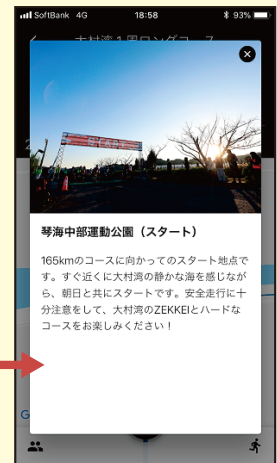 SoftBank 4G 18:58 93%
大村湾１周ロングコース
琴海中部運動公園（スタート）
165kmのコースに向かってのスタート地点で
す。すぐ近くに大村湾の静かな海を感じなが
ら、朝日と共にスタートです。安全走行に十
分注意をして、大村湾のZEKKEIとハードな
コースをお楽しみください！
G